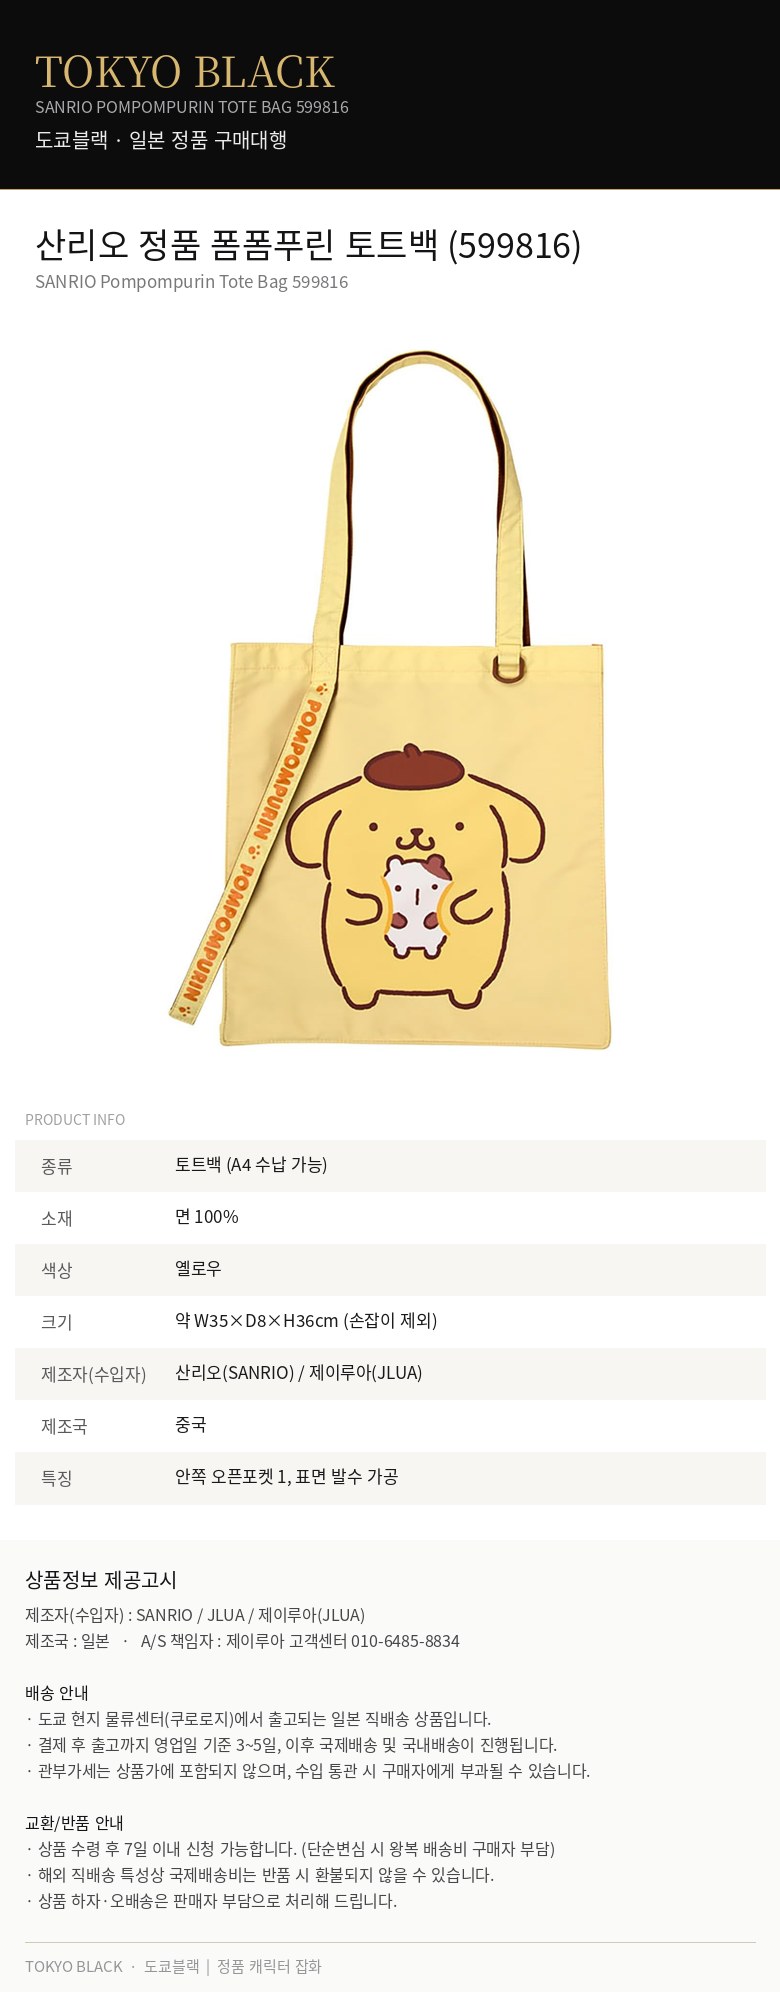 TOKYO BLACK
SANRIO POMPOMPURIN TOTE BAG 599816
도쿄블랙 · 일본 정품 구매대행
산리오 정품 폼폼푸린 토트백 (599816)
SANRIO Pompompurin Tote Bag 599816
POMPOMPURIN POMPOMPURIN
PRODUCT INFO
종류 토트백 (A4 수납 가능)
소재 면 100%
색상 옐로우
크기 약 W35×D8×H36cm (손잡이 제외)
제조자(수입자) 산리오(SANRIO) / 제이루아(JLUA)
제조국 중국
특징 안쪽 오픈포켓 1, 표면 발수 가공
상품정보 제공고시
제조자(수입자) : SANRIO / JLUA / 제이루아(JLUA)
제조국 : 일본 · A/S 책임자 : 제이루아 고객센터 010-6485-8834
배송 안내
· 도쿄 현지 물류센터(쿠로로지)에서 출고되는 일본 직배송 상품입니다.
· 결제 후 출고까지 영업일 기준 3~5일, 이후 국제배송 및 국내배송이 진행됩니다.
· 관부가세는 상품가에 포함되지 않으며, 수입 통관 시 구매자에게 부과될 수 있습니다.
교환/반품 안내
· 상품 수령 후 7일 이내 신청 가능합니다. (단순변심 시 왕복 배송비 구매자 부담)
· 해외 직배송 특성상 국제배송비는 반품 시 환불되지 않을 수 있습니다.
· 상품 하자·오배송은 판매자 부담으로 처리해 드립니다.
TOKYO BLACK · 도쿄블랙 | 정품 캐릭터 잡화